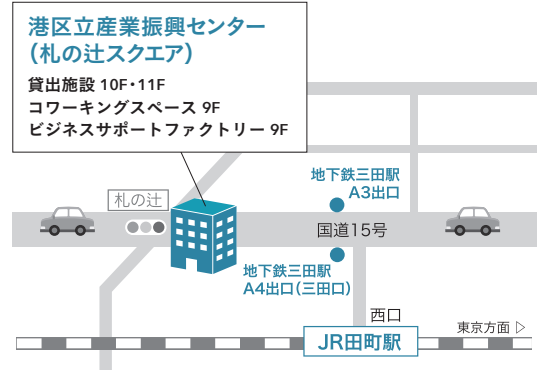 港区立産業振興センター
（札の辻スクエア）
貸出施設 10F・11F
コワーキングスペース 9F
ビジネスサポートファクトリー 9F
地下鉄三田駅
A3出口
札の辻
国道15号
地下鉄三田駅
A4出口（三田口）
西口
東京方面 ▷
JR田町駅